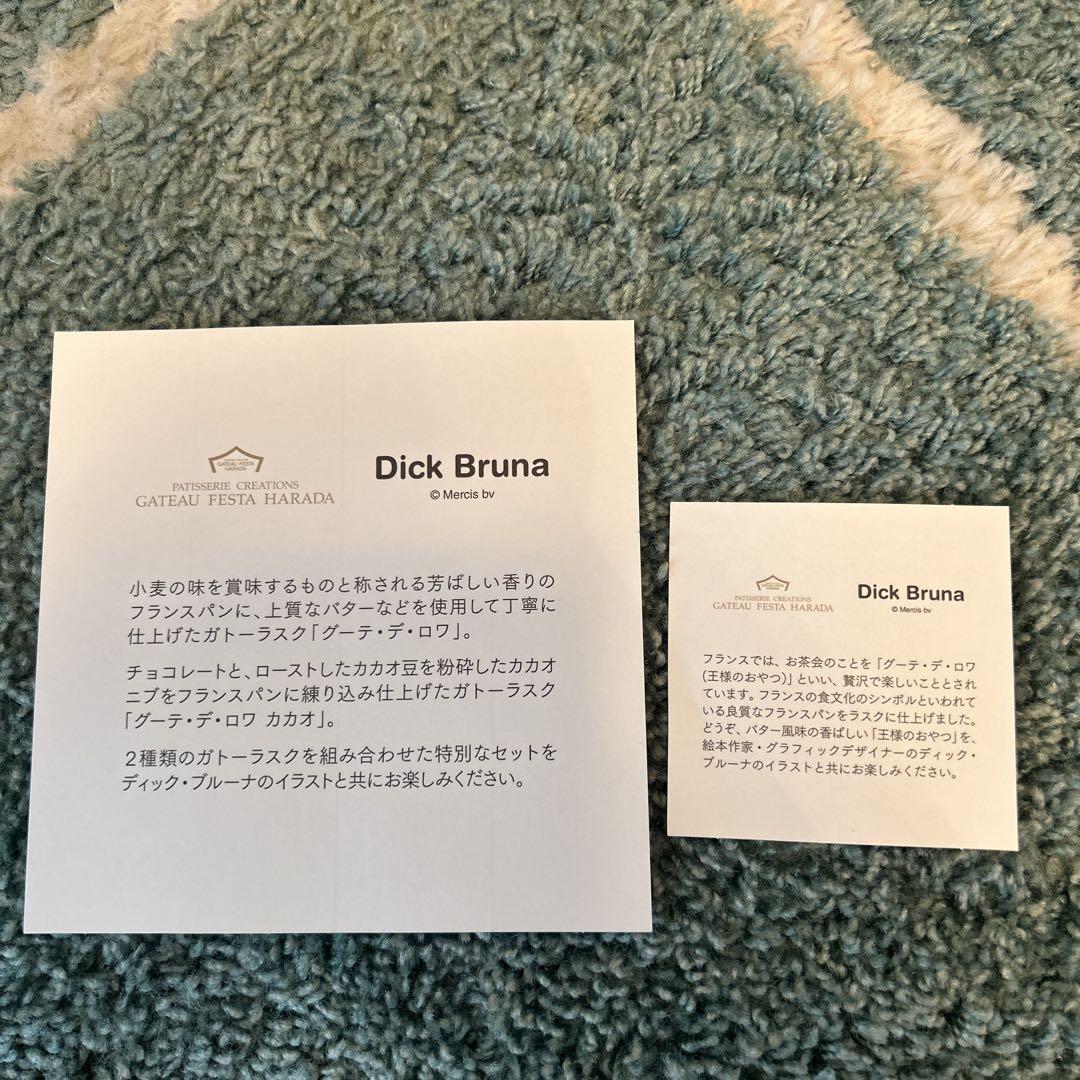 GATEAU FESTA
HARADA
PATISSERIE CREATIONS
GATEAU FESTA HARADA
Dick Bruna
© Mercis bv
小麦の味を賞味するものと称される芳ばしい香りの
フランスパンに、上質なバターなどを使用して丁寧に
仕上げたガトーラスク「グーテ・デ・ロワ」。
チョコレートと、ローストしたカカオ豆を粉砕したカカオ
ニブをフランスパンに練り込み仕上げたガトーラスク
「グーテ・デ・ロワ カカオ」。
2種類のガトーラスクを組み合わせた特別なセットを
ディック・ブルーナのイラストと共にお楽しみください。
PATISSERIE CREATIONS
GATEAU FESTA HARADA
Dick Bruna
© Mercis bv
フランスでは、お茶会のことを「グーテ・デ・ロワ
(王様のおやつ)」といい、贅沢で楽しいこととされ
ています。フランスの食文化のシンボルといわれて
いる良質なフランスパンをラスクに仕上げました。
どうぞ、バター風味の香ばしい「王様のおやつ」を、
絵本作家・グラフィックデザイナーのディック・
ブルーナのイラストと共にお楽しみください。